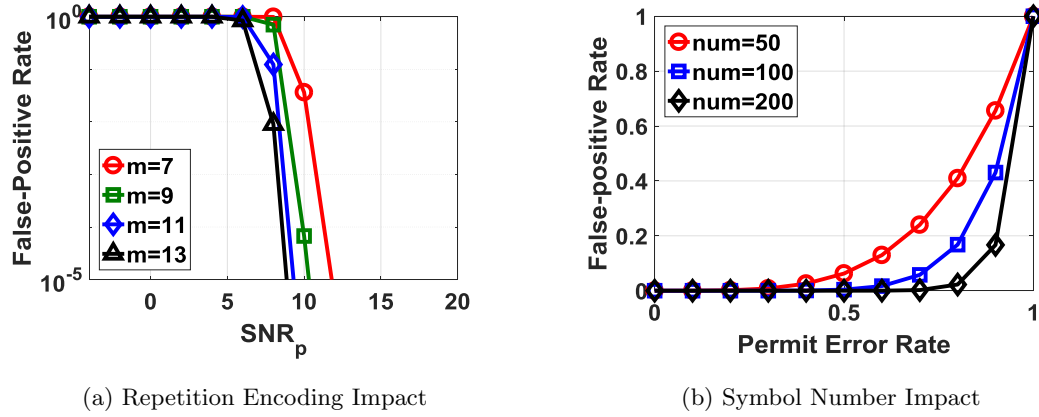 False-Positive Rate
10^0
10^-5
m=7
m=9
m=11
m=13
0
5
10
15
20
SNR_p
(a) Repetition Encoding Impact
False-positive Rate
1
0.8
0.6
0.4
0.2
0
num=50
num=100
num=200
0
0.5
1
Permit Error Rate
(b) Symbol Number Impact